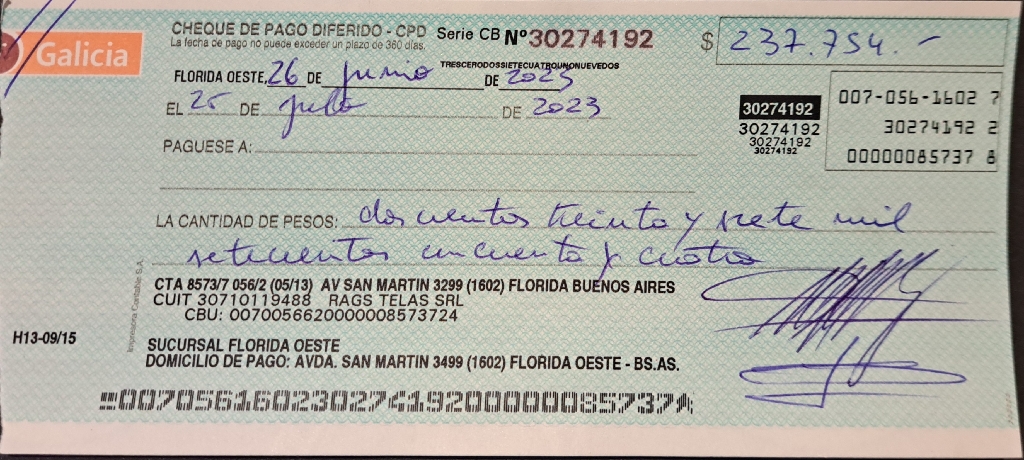 Galicia
CHEQUE DE PAGO DIFERIDO - CPD Serie CB Nº30274192 $ 237.754.-
La fecha de pago no puede exceder un plazo de 360 días.
TRESCERODOSSIETECUATROUNONUEVEDOS
FLORIDA OESTE, 26 DE junio DE 2023
EL 25 DE julio DE 2023
30274192
30274192
30274192
30274192
007-056-1602 7
30274192 2
00000085737 8
PAGUESE A:
LA CANTIDAD DE PESOS: doscientos treinta y siete mil
setecientos cincuenta y cuatro
CTA 8573/7 056/2 (05/13) AV SAN MARTIN 3299 (1602) FLORIDA BUENOS AIRES
CUIT 30710119488 RAGS TELAS SRL
CBU: 0070056620000008573724
Impresora Contable S.A.
H13-09/15
SUCURSAL FLORIDA OESTE
DOMICILIO DE PAGO: AVDA. SAN MARTIN 3499 (1602) FLORIDA OESTE - BS.AS.
00705616023027419200000085737